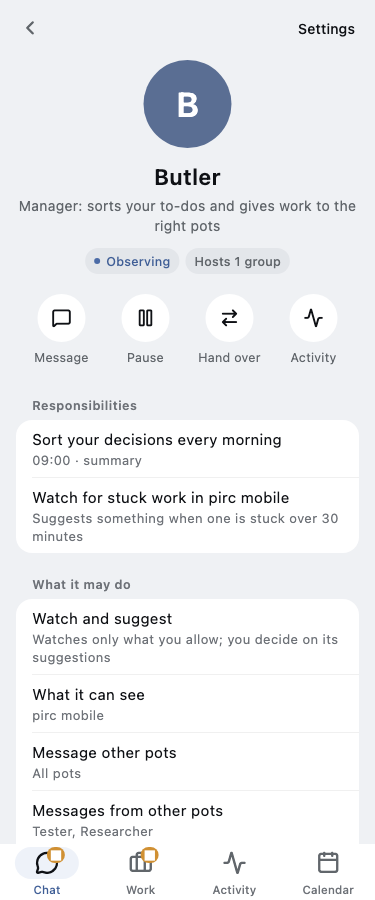 Settings
B
Butler
Manager: sorts your to-dos and gives work to the
right pots
Observing
Hosts 1 group
Message
Pause
Hand over
Activity
Responsibilities
Sort your decisions every morning
09:00 · summary
Watch for stuck work in pirc mobile
Suggests something when one is stuck over 30
minutes
What it may do
Watch and suggest
Watches only what you allow; you decide on its
suggestions
What it can see
pirc mobile
Message other pots
All pots
Messages from other pots
Tester, Researcher
Chat
Work
Activity
Calendar